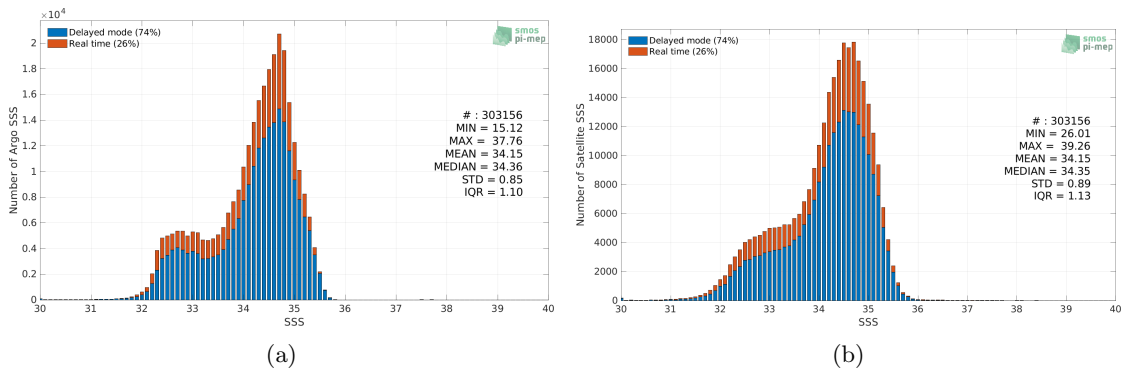 ×10⁴
Delayed mode (74%)
Real time (26%)
smos
pi-mep
2
1.8
1.6
1.4
1.2
1
0.8
0.6
0.4
0.2
0
Number of Argo SSS
# : 303156
MIN = 15.12
MAX = 37.76
MEAN = 34.15
MEDIAN = 34.36
STD = 0.85
IQR = 1.10
30 31 32 33 34 35 36 37 38 39 40
SSS
(a)
Delayed mode (74%)
Real time (26%)
smos
pi-mep
18000
16000
14000
12000
10000
8000
6000
4000
2000
0
Number of Satellite SSS
# : 303156
MIN = 26.01
MAX = 39.26
MEAN = 34.15
MEDIAN = 34.35
STD = 0.89
IQR = 1.13
30 31 32 33 34 35 36 37 38 39 40
SSS
(b)